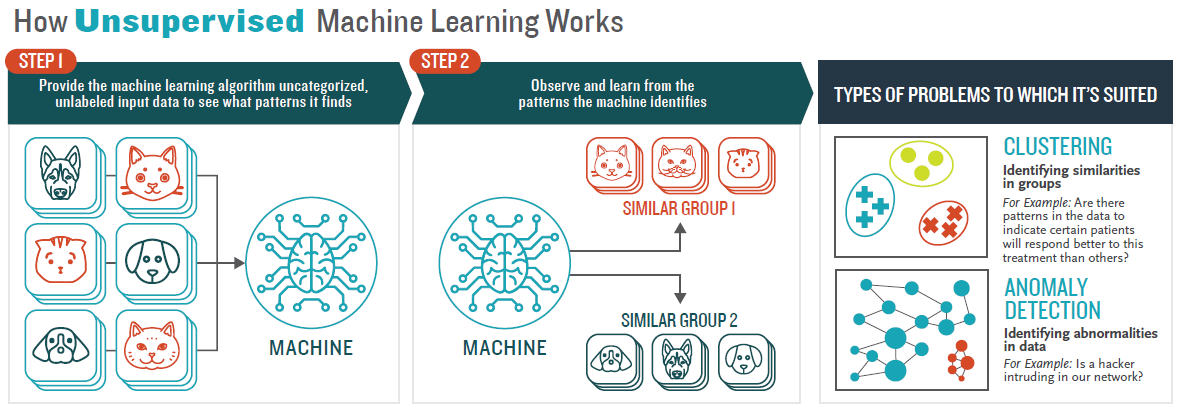 How Unsupervised Machine Learning Works
STEP 1
Provide the machine learning algorithm uncategorized,
unlabeled input data to see what patterns it finds
MACHINE
STEP 2
Observe and learn from the
patterns the machine identifies
MACHINE
SIMILAR GROUP 1
SIMILAR GROUP 2
TYPES OF PROBLEMS TO WHICH IT'S SUITED
CLUSTERING
Identifying similarities
in groups
For Example: Are there
patterns in the data to
indicate certain patients
will respond better to this
treatment than others?
ANOMALY
DETECTION
Identifying abnormalities
in data
For Example: Is a hacker
intruding in our network?